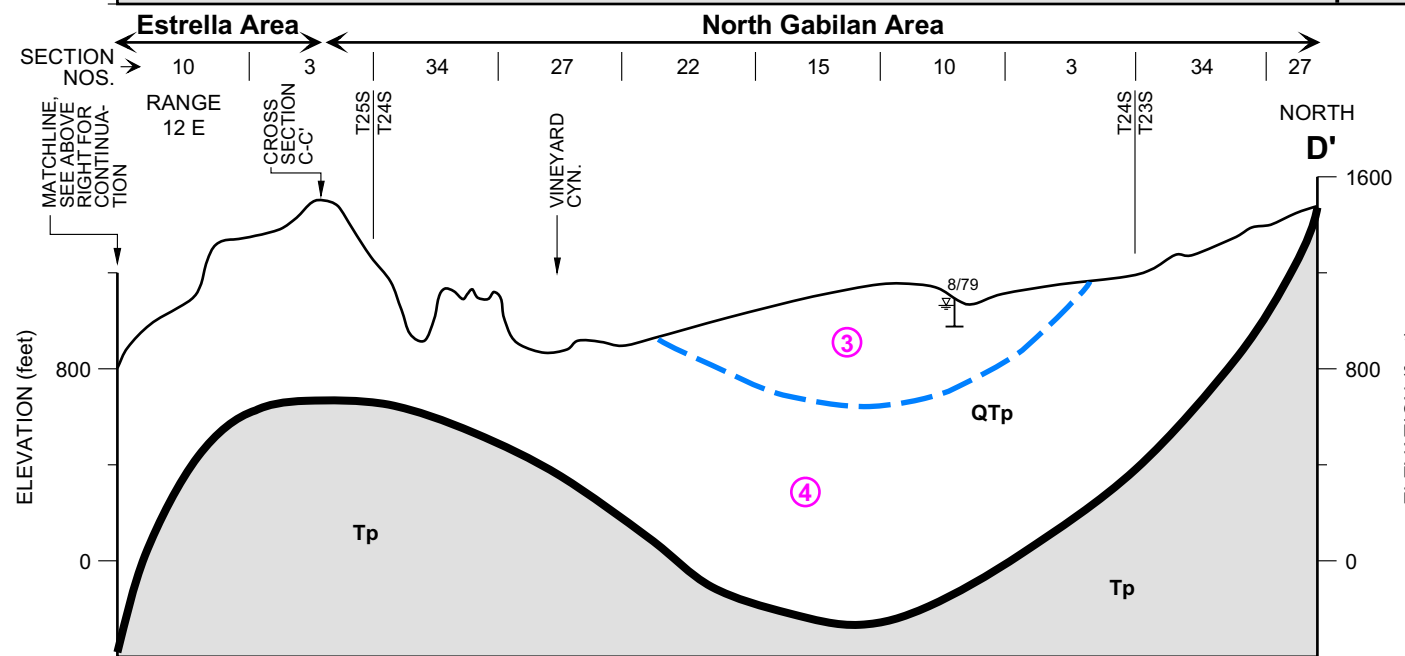 Estrella Area
North Gabilan Area
SECTION
NOS.
10
3
34
27
22
15
10
3
34
27
RANGE
12 E
MATCHLINE,
SEE ABOVE
RIGHT FOR
CONTINUA-
TION
CROSS
SECTION
C-C'
T25S
T24S
VINEYARD
CYN.
T24S
T23S
NORTH
D'
1600
8/79
3
800
800
QTp
ELEVATION (feet)
4
Tp
0
0
Tp